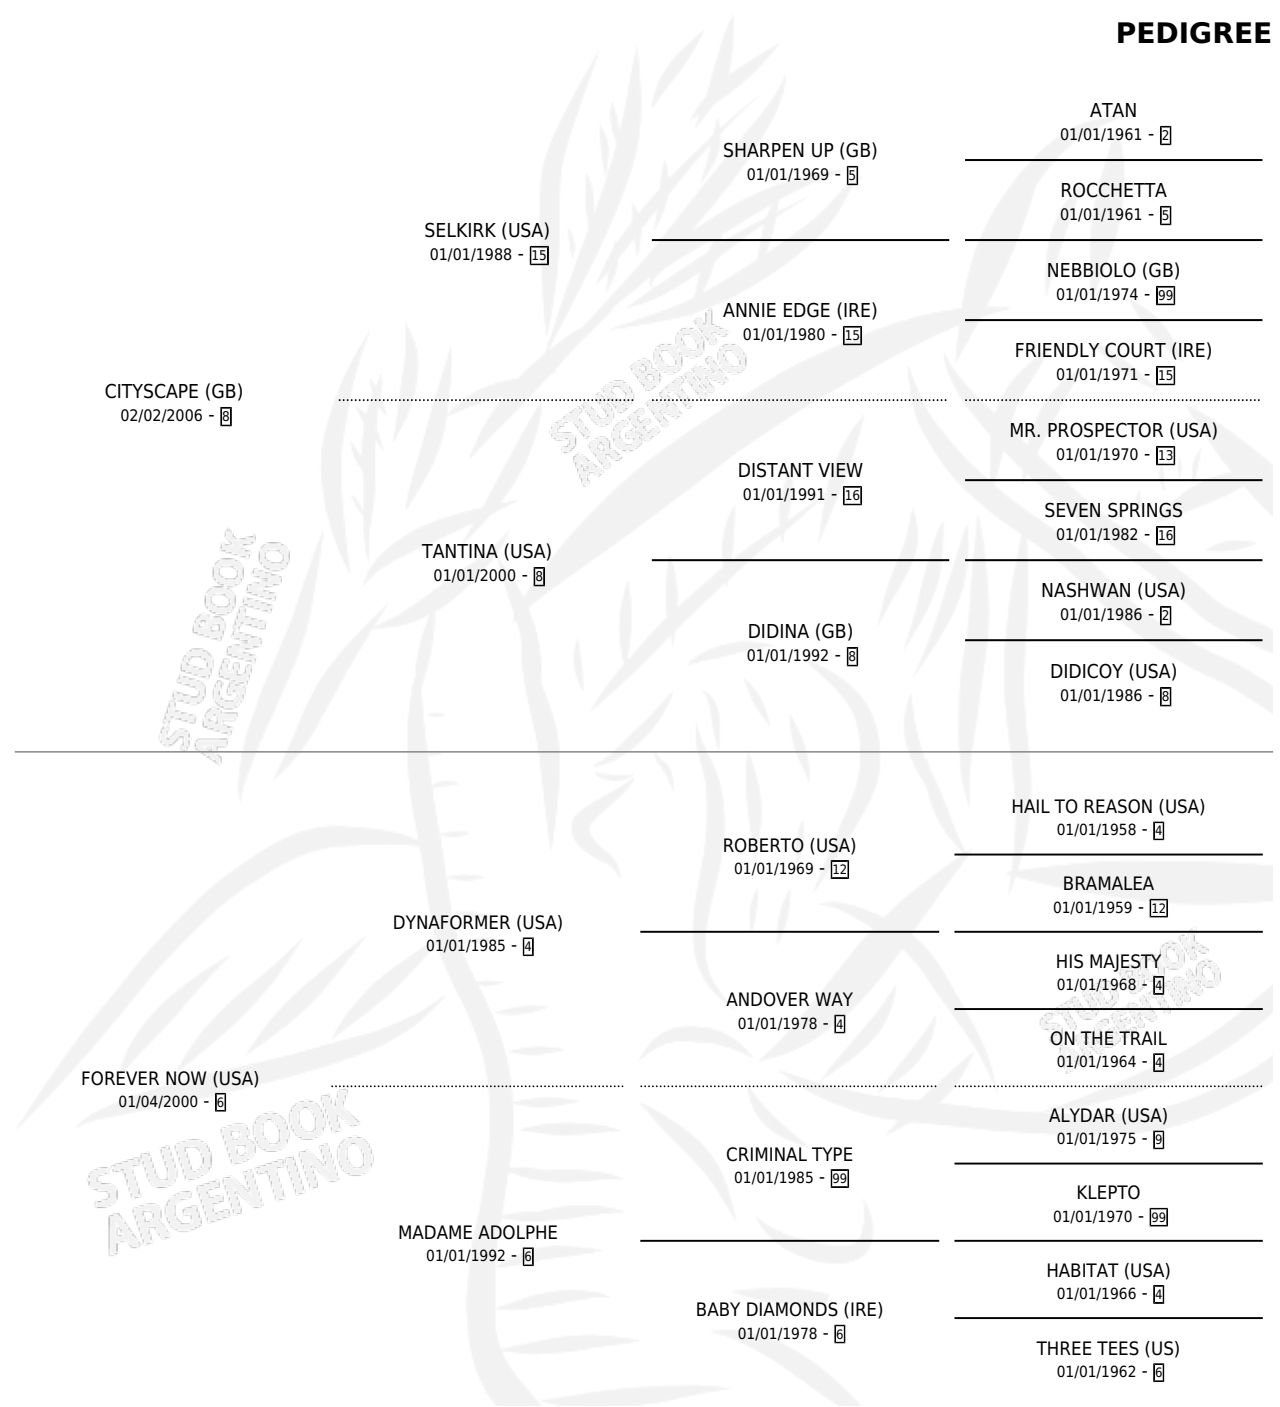 PEDIGREE
ATAN
01/01/1961 - 2
SHARPEN UP (GB)
01/01/1969 - 5
ROCCHETTA
01/01/1961 - 5
SELKIRK (USA)
01/01/1988 - 15
NEBBIOLO (GB)
01/01/1974 - 99
ANNIE EDGE (IRE)
01/01/1980 - 15
FRIENDLY COURT (IRE)
01/01/1971 - 15
CITYSCAPE (GB)
02/02/2006 - 8
STUD BOOK
ARGENTINO
MR. PROSPECTOR (USA)
01/01/1970 - 13
DISTANT VIEW
01/01/1991 - 16
SEVEN SPRINGS
01/01/1982 - 16
TANTINA (USA)
01/01/2000 - 8
NASHWAN (USA)
01/01/1986 - 2
DIDINA (GB)
01/01/1992 - 8
DIDICOY (USA)
01/01/1986 - 8
STUD BOOK
ARGENTINO
HAIL TO REASON (USA)
01/01/1958 - 4
ROBERTO (USA)
01/01/1969 - 12
BRAMALEA
01/01/1959 - 12
DYNAFORMER (USA)
01/01/1985 - 4
HIS MAJESTY
01/01/1968 - 4
STUD BOOK
ARGENTINO
ANDOVER WAY
01/01/1978 - 4
ON THE TRAIL
01/01/1964 - 4
FOREVER NOW (USA)
01/04/2000 - 6
ALYDAR (USA)
01/01/1975 - 9
STUD BOOK
ARGENTINO
CRIMINAL TYPE
01/01/1985 - 99
KLEPTO
01/01/1970 - 99
MADAME ADOLPHE
01/01/1992 - 6
HABITAT (USA)
01/01/1966 - 4
BABY DIAMONDS (IRE)
01/01/1978 - 6
THREE TEES (US)
01/01/1962 - 6